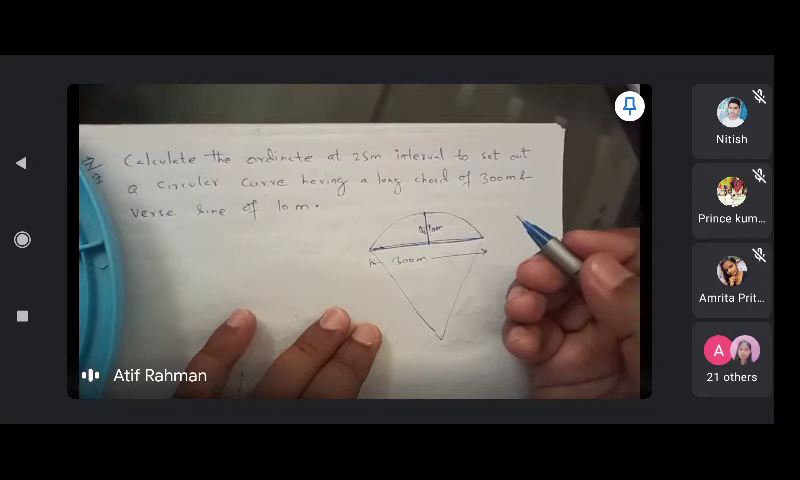 Calculate the ordinate at 25m interval to set out
a circular curve having a long chord of 300m &
verse sine of 10 m.
300m
Atif Rahman
Nitish
Prince kum...
Amrita Prit...
A
21 others